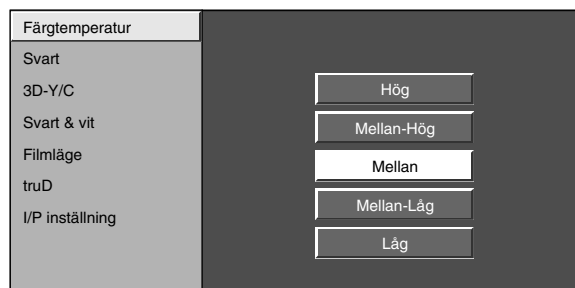 Färgtemperatur
Svart
3D-Y/C
Svart & vit
Filmläge
truD
I/P inställning
Hög
Mellan-Hög
Mellan
Mellan-Låg
Låg